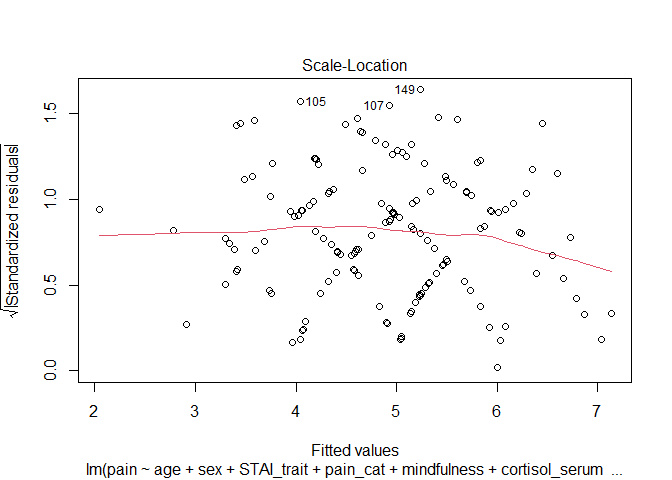 Scale-Location
√|Standardized residuals|
1.5
1.0
0.5
0.0
105
107
149
2 3 4 5 6 7
Fitted values
lm(pain ~ age + sex + STAI_trait + pain_cat + mindfulness + cortisol_serum ...